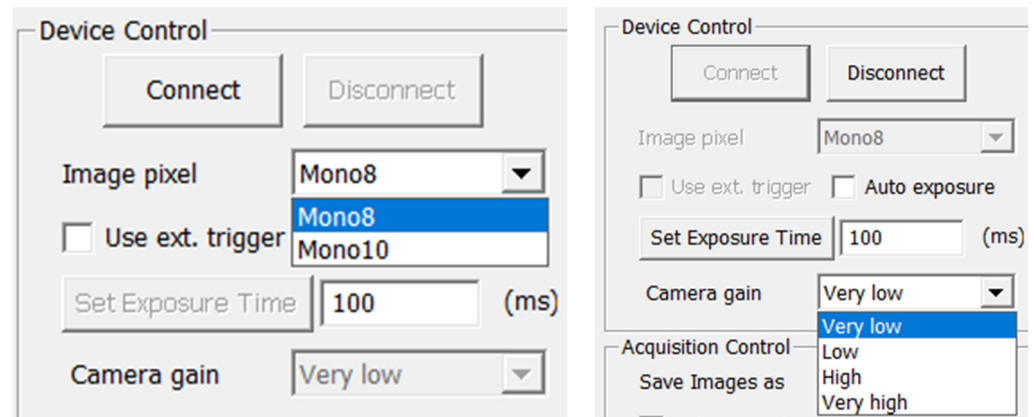 Device Control
Connect Disconnect
Image pixel Mono8
Mono8
Use ext. trigger
Mono10
Set Exposure Time 100 (ms)
Camera gain Very low
Device Control
Connect Disconnect
Image pixel Mono8
Use ext. trigger Auto exposure
Set Exposure Time 100 (ms)
Camera gain Very low
Very low
Acquisition Control
Low
Save Images as High
Very high